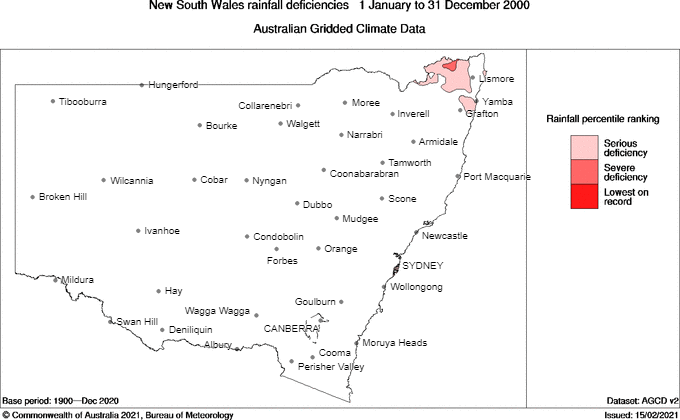 New South Wales rainfall deficiencies 1 January to 31 December 2000
Australian Gridded Climate Data
Hungerford
Lismore
Tibooburra
Collarenebri
Moree
Yamba
Inverell
Grafton
Bourke
Walgett
Narrabri
Armidale
Rainfall percentile ranking
Serious
deficiency
Severe
deficiency
Lowest on
record
Tamworth
Coonabarabran
Port Macquarie
Wilcannia
Cobar
Nyngan
Broken Hill
Scone
Dubbo
Mudgee
Ivanhoe
Condobolin
Newcastle
Orange
Forbes
SYDNEY
Mildura
Wollongong
Hay
Goulburn
Wagga Wagga
Swan Hill
Deniliquin
CANBERRA
Albury
Moruya Heads
Cooma
Perisher Valley
Base period: 1900—Dec 2020
Dataset: AGCD v2
© Commonwealth of Australia 2021, Bureau of Meteorology
Issued: 15/02/2021